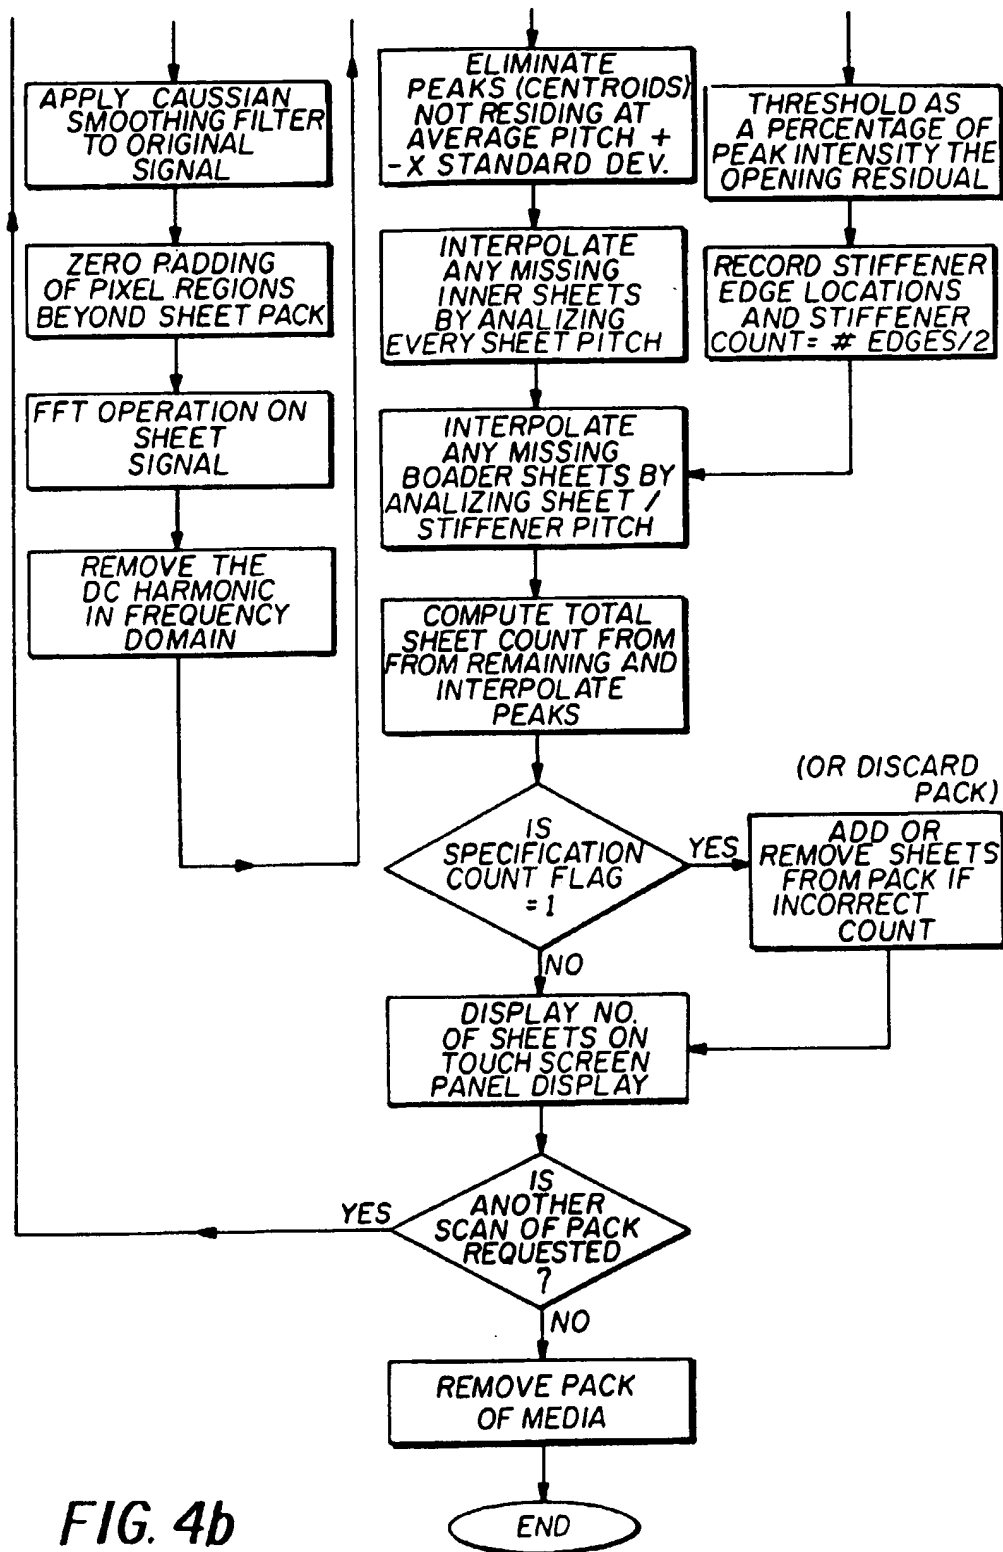 APPLY CAUSSIAN
SMOOTHING FILTER
TO ORIGINAL
SIGNAL
ZERO PADDING
OF PIXEL REGIONS
BEYOND SHEET PACK
FFT OPERATION ON
SHEET
SIGNAL
REMOVE THE
DC HARMONIC
IN FREQUENCY
DOMAIN
ELIMINATE
PEAKS (CENTROIDS)
NOT RESIDING AT
AVERAGE PITCH +
-X STANDARD DEV.
INTERPOLATE
ANY MISSING
INNER SHEETS
BY ANALIZING
EVERY SHEET PITCH
INTERPOLATE
ANY MISSING
BOADER SHEETS BY
ANALIZING SHEET /
STIFFENER PITCH
COMPUTE TOTAL
SHEET COUNT FROM
FROM REMAINING AND
INTERPOLATE
PEAKS
THRESHOLD AS
A PERCENTAGE OF
PEAK INTENSITY THE
OPENING RESIDUAL
RECORD STIFFENER
EDGE LOCATIONS
AND STIFFENER
COUNT= # EDGES/2
IS
SPECIFICATION
COUNT FLAG
=1
YES
(OR DISCARD
PACK)
ADD OR
REMOVE SHEETS
FROM PACK IF
INCORRECT
COUNT
NO
DISPLAY NO.
OF SHEETS ON
TOUCH SCREEN
PANEL DISPLAY
IS
ANOTHER
SCAN OF PACK
REQUESTED
?
YES
NO
REMOVE PACK
OF MEDIA
END
FIG. 4b